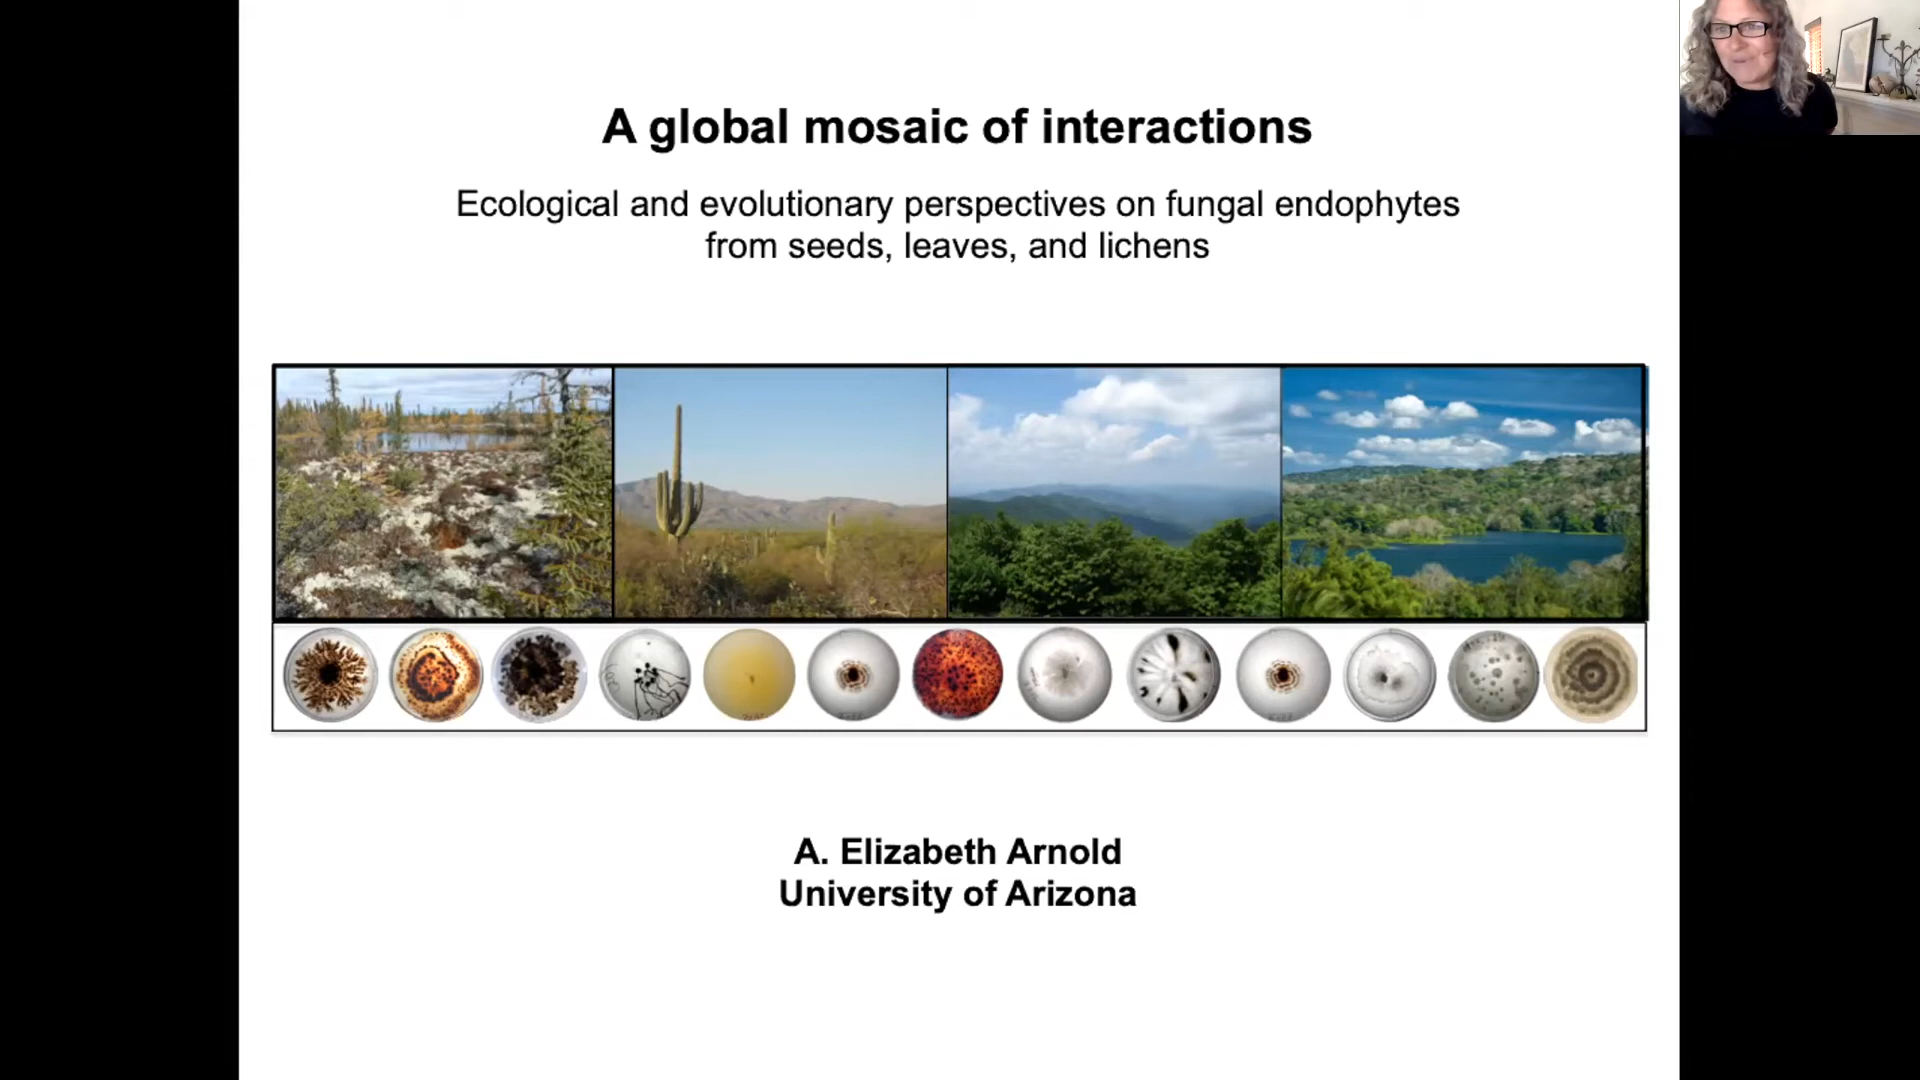 A global mosaic of interactions
Ecological and evolutionary perspectives on fungal endophytes
from seeds, leaves, and lichens
A. Elizabeth Arnold
University of Arizona